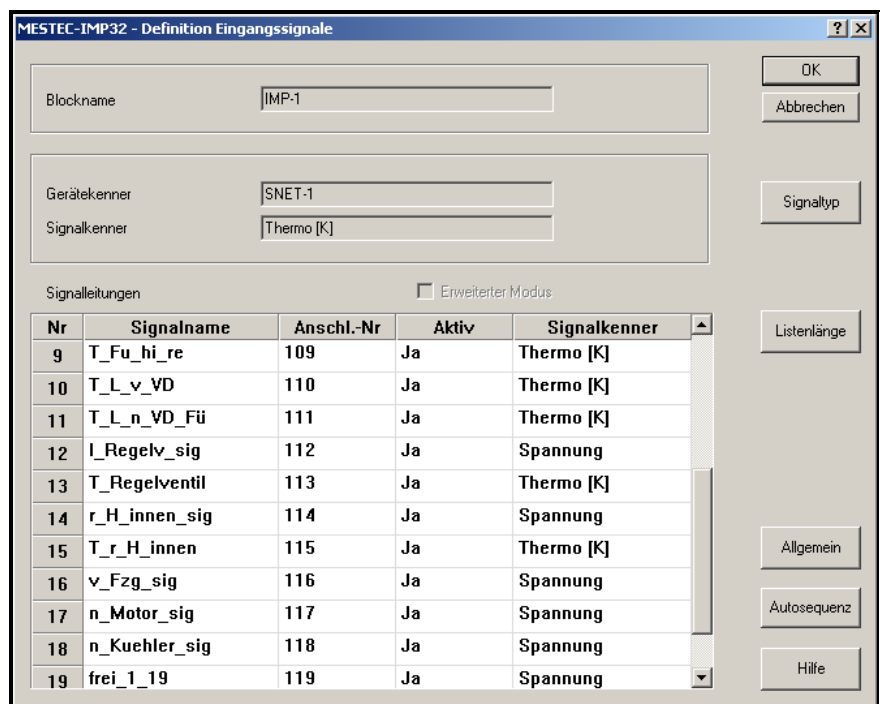 MESTEC-IMP32 - Definition Eingangssignale
OK
Blockname IMP-1
Abbrechen
Gerätekenner SNET-1
Signaltyp
Signalkenner Thermo [K]
Signalleitungen Erweiterter Modus
Nr Signalname Anschl.-Nr Aktiv Signalkenner
Listenlänge
9 T_Fu_hi_re 109 Ja Thermo [K]
10 T_L_v_VD 110 Ja Thermo [K]
11 T_L_n_VD_Fü 111 Ja Thermo [K]
12 I_Regelv_sig 112 Ja Spannung
13 T_Regelventil 113 Ja Thermo [K]
14 r_H_innen_sig 114 Ja Spannung
15 T_r_H_innen 115 Ja Thermo [K]
Allgemein
16 v_Fzg_sig 116 Ja Spannung
17 n_Motor_sig 117 Ja Spannung
Autosequenz
18 n_Kuehler_sig 118 Ja Spannung
19 frei_1_19 119 Ja Spannung
Hilfe